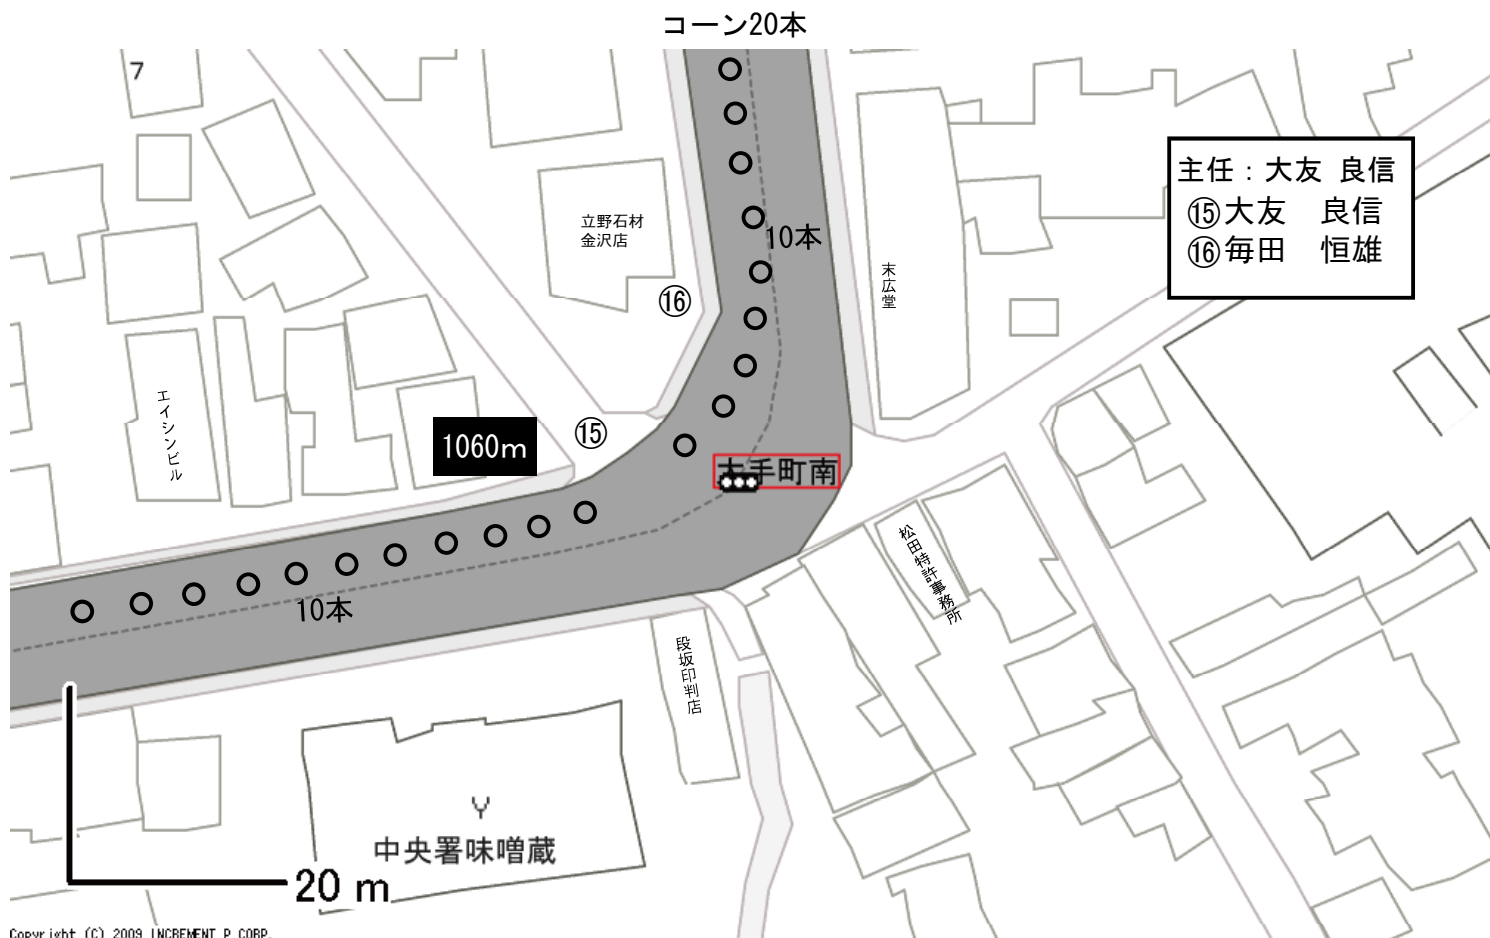 コーン20本
7
主任：大友 良信
⑮大友 良信
⑯毎田 恒雄
立野石材
金沢店
10本
末広堂
⑯
エイシンビル
1060m
⑮
大手町南
松田特許事務所
10本
段坂印判店
中央署味噌蔵
20 m
Copyright (C) 2009 INCREMENT P CORP.